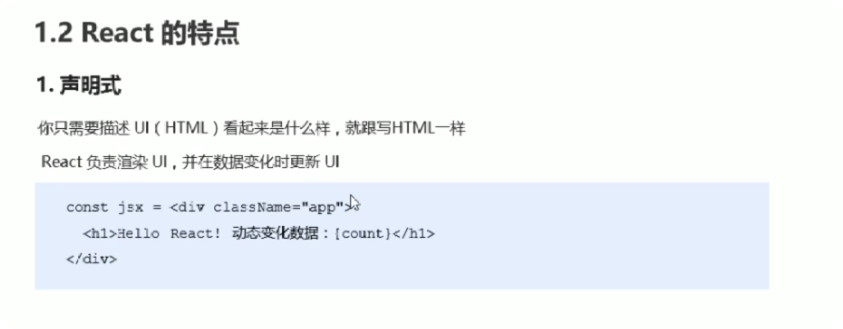 1.2 React 的特点
1. 声明式
你只需要描述 UI（HTML）看起来是什么样，就跟写HTML一样
React 负责渲染 UI，并在数据变化时更新 UI
const jsx = <div className="app">
<h1>Hello React! 动态变化数据：{count}</h1>
</div>